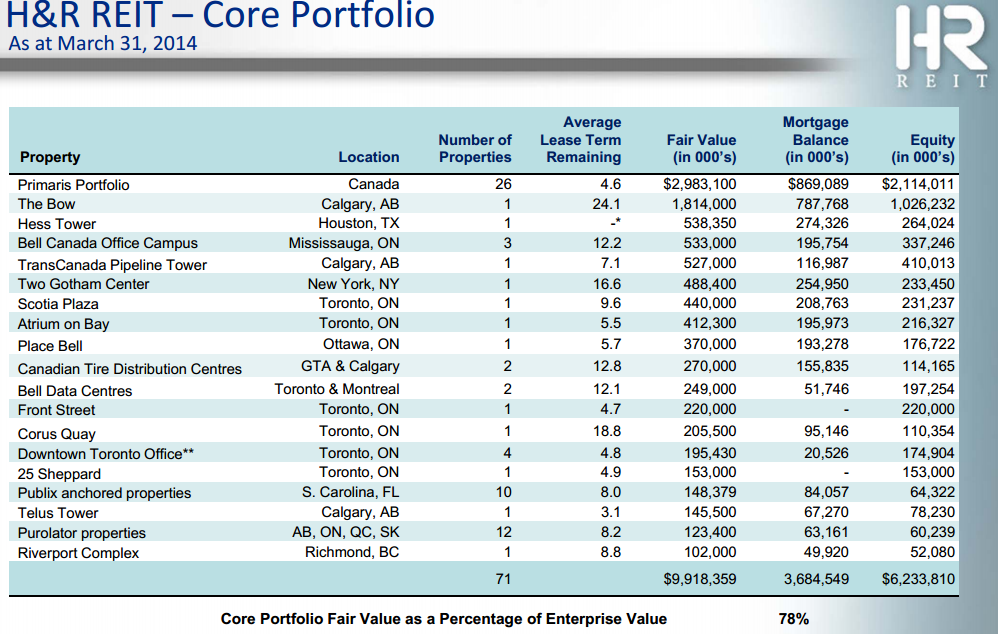 H&R REIT – Core Portfolio
As at March 31, 2014
HR
REIT
Property Location Number of Properties Average Lease Term Remaining Fair Value (in 000's) Mortgage Balance (in 000's) Equity (in 000's)
Primaris Portfolio Canada 26 4.6 $2,983,100 $869,089 $2,114,011
The Bow Calgary, AB 1 24.1 1,814,000 787,768 1,026,232
Hess Tower Houston, TX 1 -* 538,350 274,326 264,024
Bell Canada Office Campus Mississauga, ON 3 12.2 533,000 195,754 337,246
TransCanada Pipeline Tower Calgary, AB 1 7.1 527,000 116,987 410,013
Two Gotham Center New York, NY 1 16.6 488,400 254,950 233,450
Scotia Plaza Toronto, ON 1 9.6 440,000 208,763 231,237
Atrium on Bay Toronto, ON 1 5.5 412,300 195,973 216,327
Place Bell Ottawa, ON 1 5.7 370,000 193,278 176,722
Canadian Tire Distribution Centres GTA & Calgary 2 12.8 270,000 155,835 114,165
Bell Data Centres Toronto & Montreal 2 12.1 249,000 51,746 197,254
Front Street Toronto, ON 1 4.7 220,000 - 220,000
Corus Quay Toronto, ON 1 18.8 205,500 95,146 110,354
Downtown Toronto Office** Toronto, ON 4 4.8 195,430 20,526 174,904
25 Sheppard Toronto, ON 1 4.9 153,000 - 153,000
Publix anchored properties S. Carolina, FL 10 8.0 148,379 84,057 64,322
Telus Tower Calgary, AB 1 3.1 145,500 67,270 78,230
Purolator properties AB, ON, QC, SK 12 8.2 123,400 63,161 60,239
Riverport Complex Richmond, BC 1 8.8 102,000 49,920 52,080
71 $9,918,359 3,684,549 $6,233,810
Core Portfolio Fair Value as a Percentage of Enterprise Value 78%